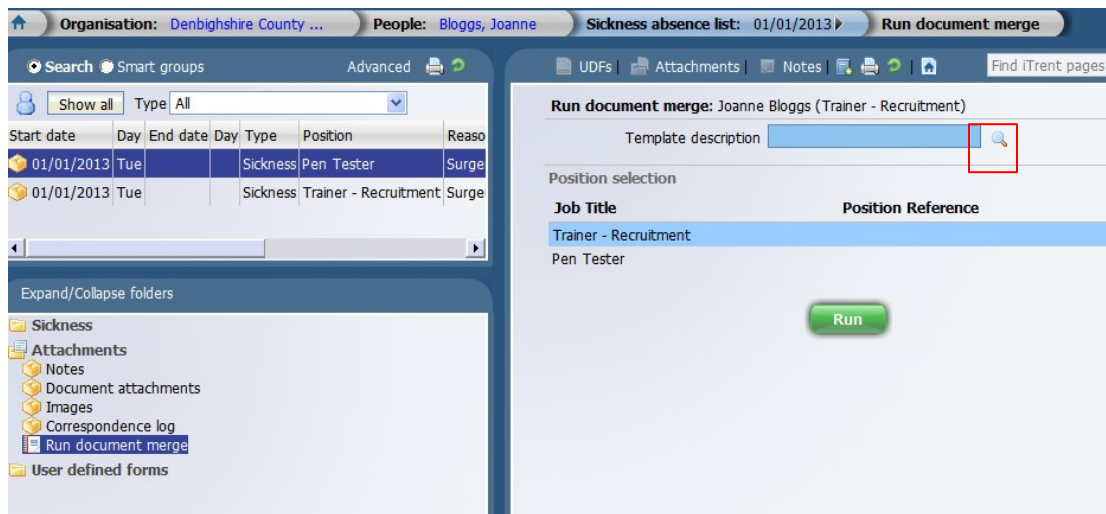 Organisation: Denbighshire County ... People: Bloggs, Joanne Sickness absence list: 01/01/2013 Run document merge
Search Smart groups Advanced
Show all Type All
Start date Day End date Day Type Position Reaso
01/01/2013 Tue Sickness Pen Tester Surge
01/01/2013 Tue Sickness Trainer - Recruitment Surge
Expand/Collapse folders
Sickness
Attachments
Notes
Document attachments
Images
Correspondence log
Run document merge
User defined forms
UDFs | Attachments | Notes | | Find iTrent pages
Run document merge: Joanne Bloggs (Trainer - Recruitment)
Template description
Position selection
Job Title Position Reference
Trainer - Recruitment
Pen Tester
Run